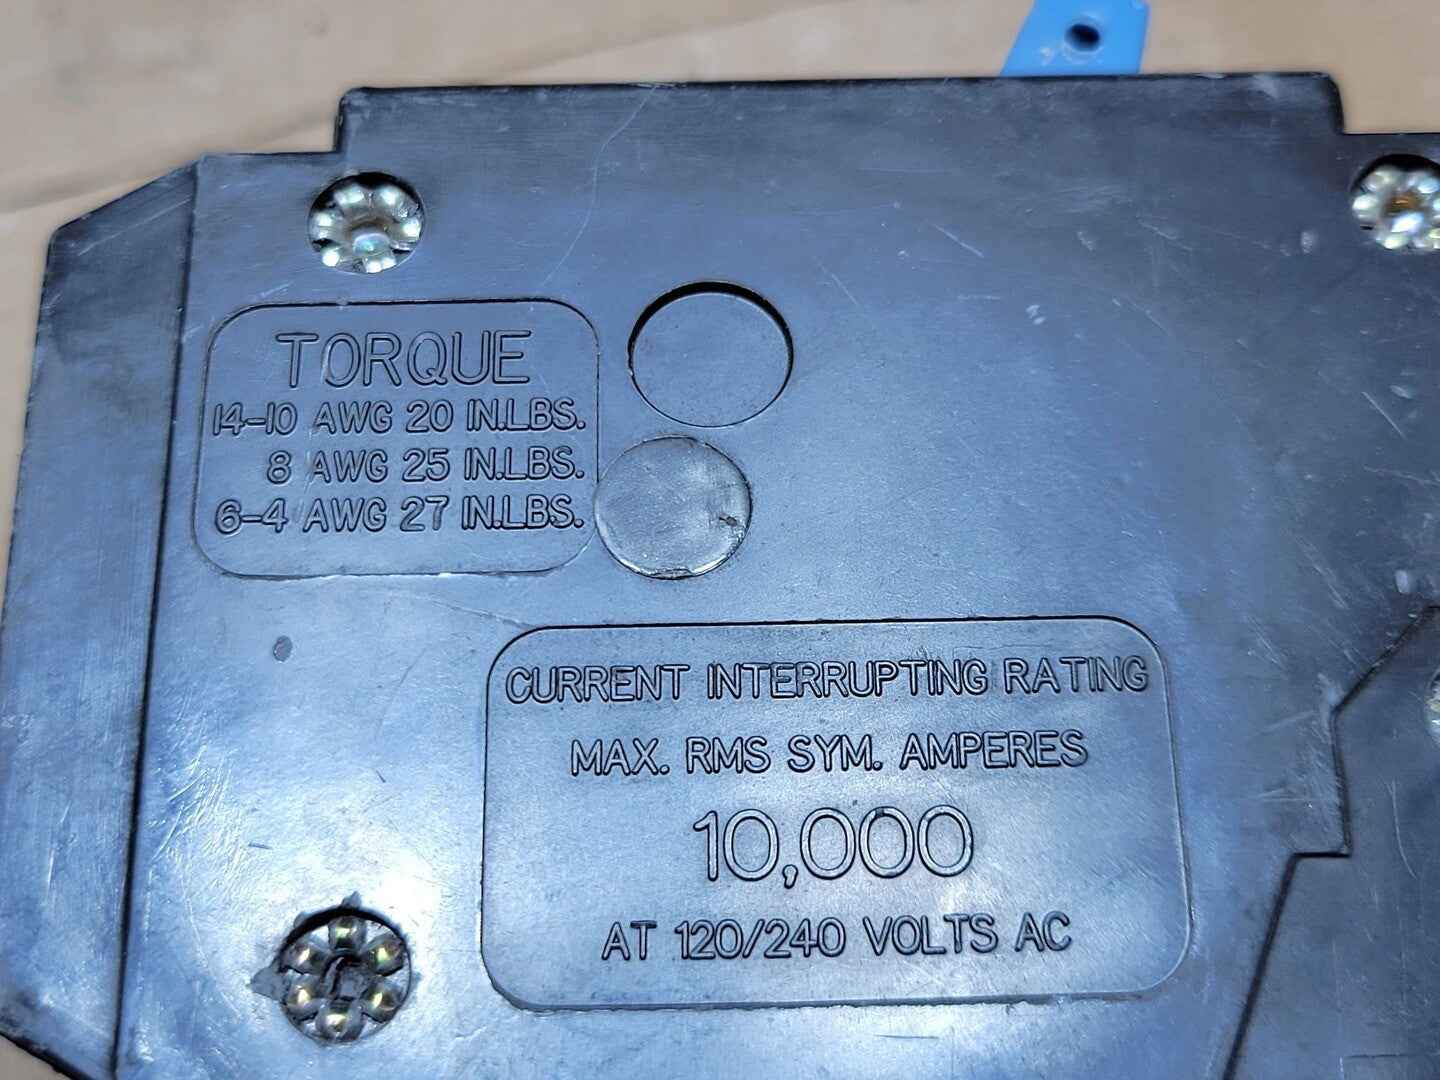 TORQUE
14-10 AWG 20 IN.LBS.
8 AWG 25 IN.LBS.
6-4 AWG 27 IN.LBS.
CURRENT INTERRUPTING RATING
MAX. RMS SYM. AMPERES
10,000
AT 120/240 VOLTS AC